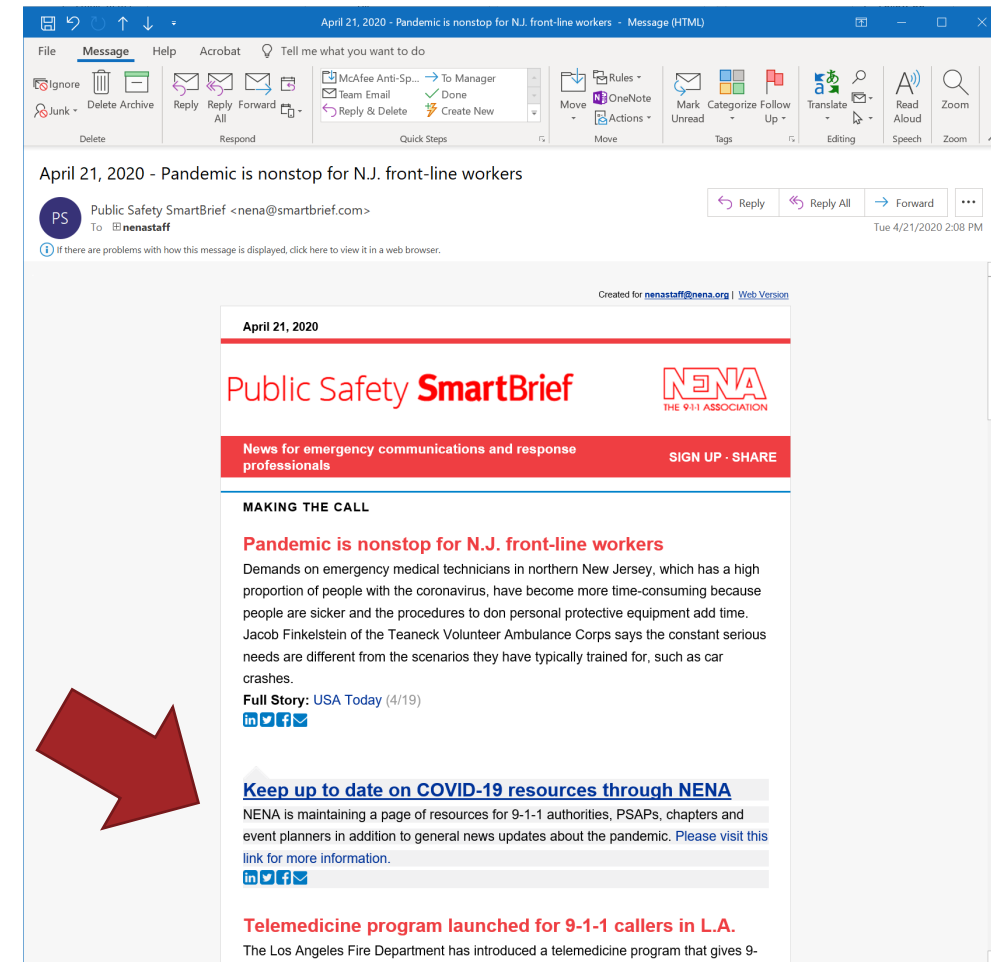 April 21, 2020 - Pandemic is nonstop for N.J. front-line workers - Message (HTML)
File Message Help Acrobat Tell me what you want to do
Ignore
Junk
Delete
Archive
Delete
Reply
Reply All
Forward
Respond
McAfee Anti-Sp...
To Manager
Team Email
Done
Reply & Delete
Create New
Quick Steps
Move
Rules
OneNote
Actions
Move
Mark Unread
Categorize
Follow Up
Tags
Translate
Editing
Read Aloud
Speech
Zoom
Zoom
April 21, 2020 - Pandemic is nonstop for N.J. front-line workers
PS
Public Safety SmartBrief <nena@smartbrief.com>
To nenastaff
Reply Reply All Forward
Tue 4/21/2020 2:08 PM
If there are problems with how this message is displayed, click here to view it in a web browser.
Created for nenastaff@nena.org | Web Version
April 21, 2020
Public Safety SmartBrief
NENA
THE 9-1-1 ASSOCIATION
News for emergency communications and response
professionals
SIGN UP · SHARE
MAKING THE CALL
Pandemic is nonstop for N.J. front-line workers
Demands on emergency medical technicians in northern New Jersey, which has a high
proportion of people with the coronavirus, have become more time-consuming because
people are sicker and the procedures to don personal protective equipment add time.
Jacob Finkelstein of the Teaneck Volunteer Ambulance Corps says the constant serious
needs are different from the scenarios they have typically trained for, such as car
crashes.
Full Story: USA Today (4/19)
Keep up to date on COVID-19 resources through NENA
NENA is maintaining a page of resources for 9-1-1 authorities, PSAPs, chapters and
event planners in addition to general news updates about the pandemic. Please visit this
link for more information.
Telemedicine program launched for 9-1-1 callers in L.A.
The Los Angeles Fire Department has introduced a telemedicine program that gives 9-